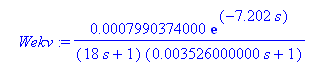 Wekv := 0.0007990374000 e^(-7.202 s) / ((18 s + 1) (0.003526000000 s + 1))